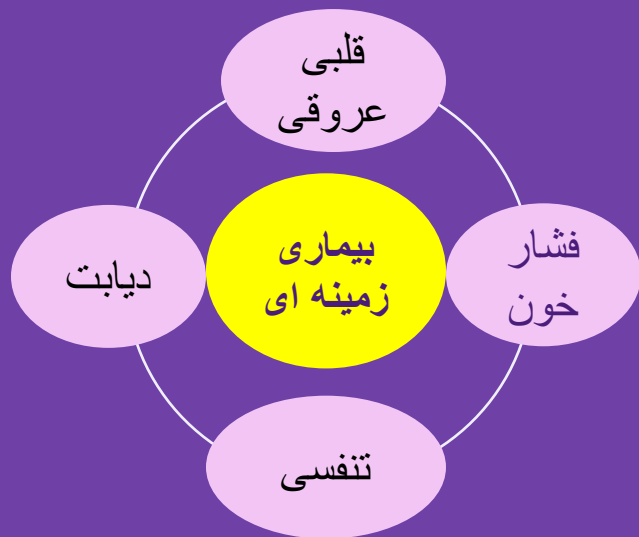 قلبی
عروقی
بیماری
زمینه ای
فشار
خون
دیابت
تنفسی